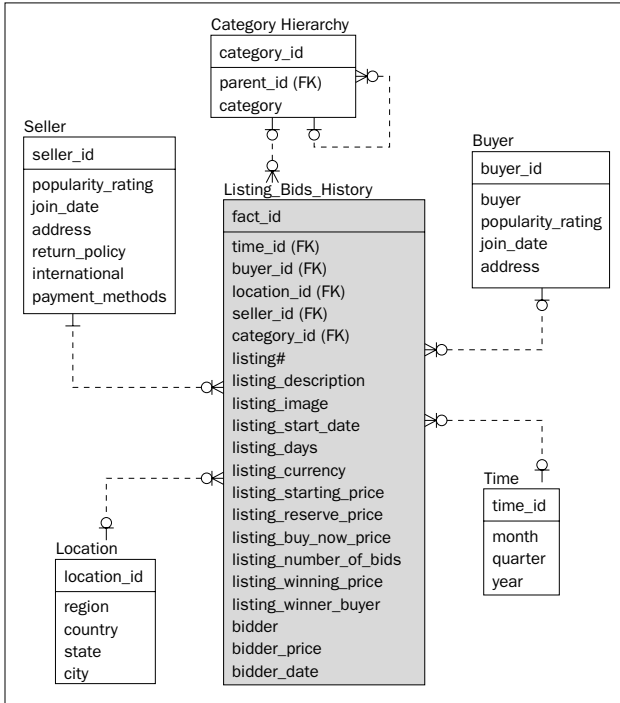 Category Hierarchy
category_id
parent_id (FK)
category
Seller
seller_id
popularity_rating
join_date
address
return_policy
international
payment_methods
Buyer
buyer_id
buyer
popularity_rating
join_date
address
Listing_Bids_History
fact_id
time_id (FK)
buyer_id (FK)
location_id (FK)
seller_id (FK)
category_id (FK)
listing#
listing_description
listing_image
listing_start_date
listing_days
listing_currency
listing_starting_price
listing_reserve_price
listing_buy_now_price
listing_number_of_bids
listing_winning_price
listing_winner_buyer
bidder
bidder_price
bidder_date
Location
location_id
region
country
state
city
Time
time_id
month
quarter
year